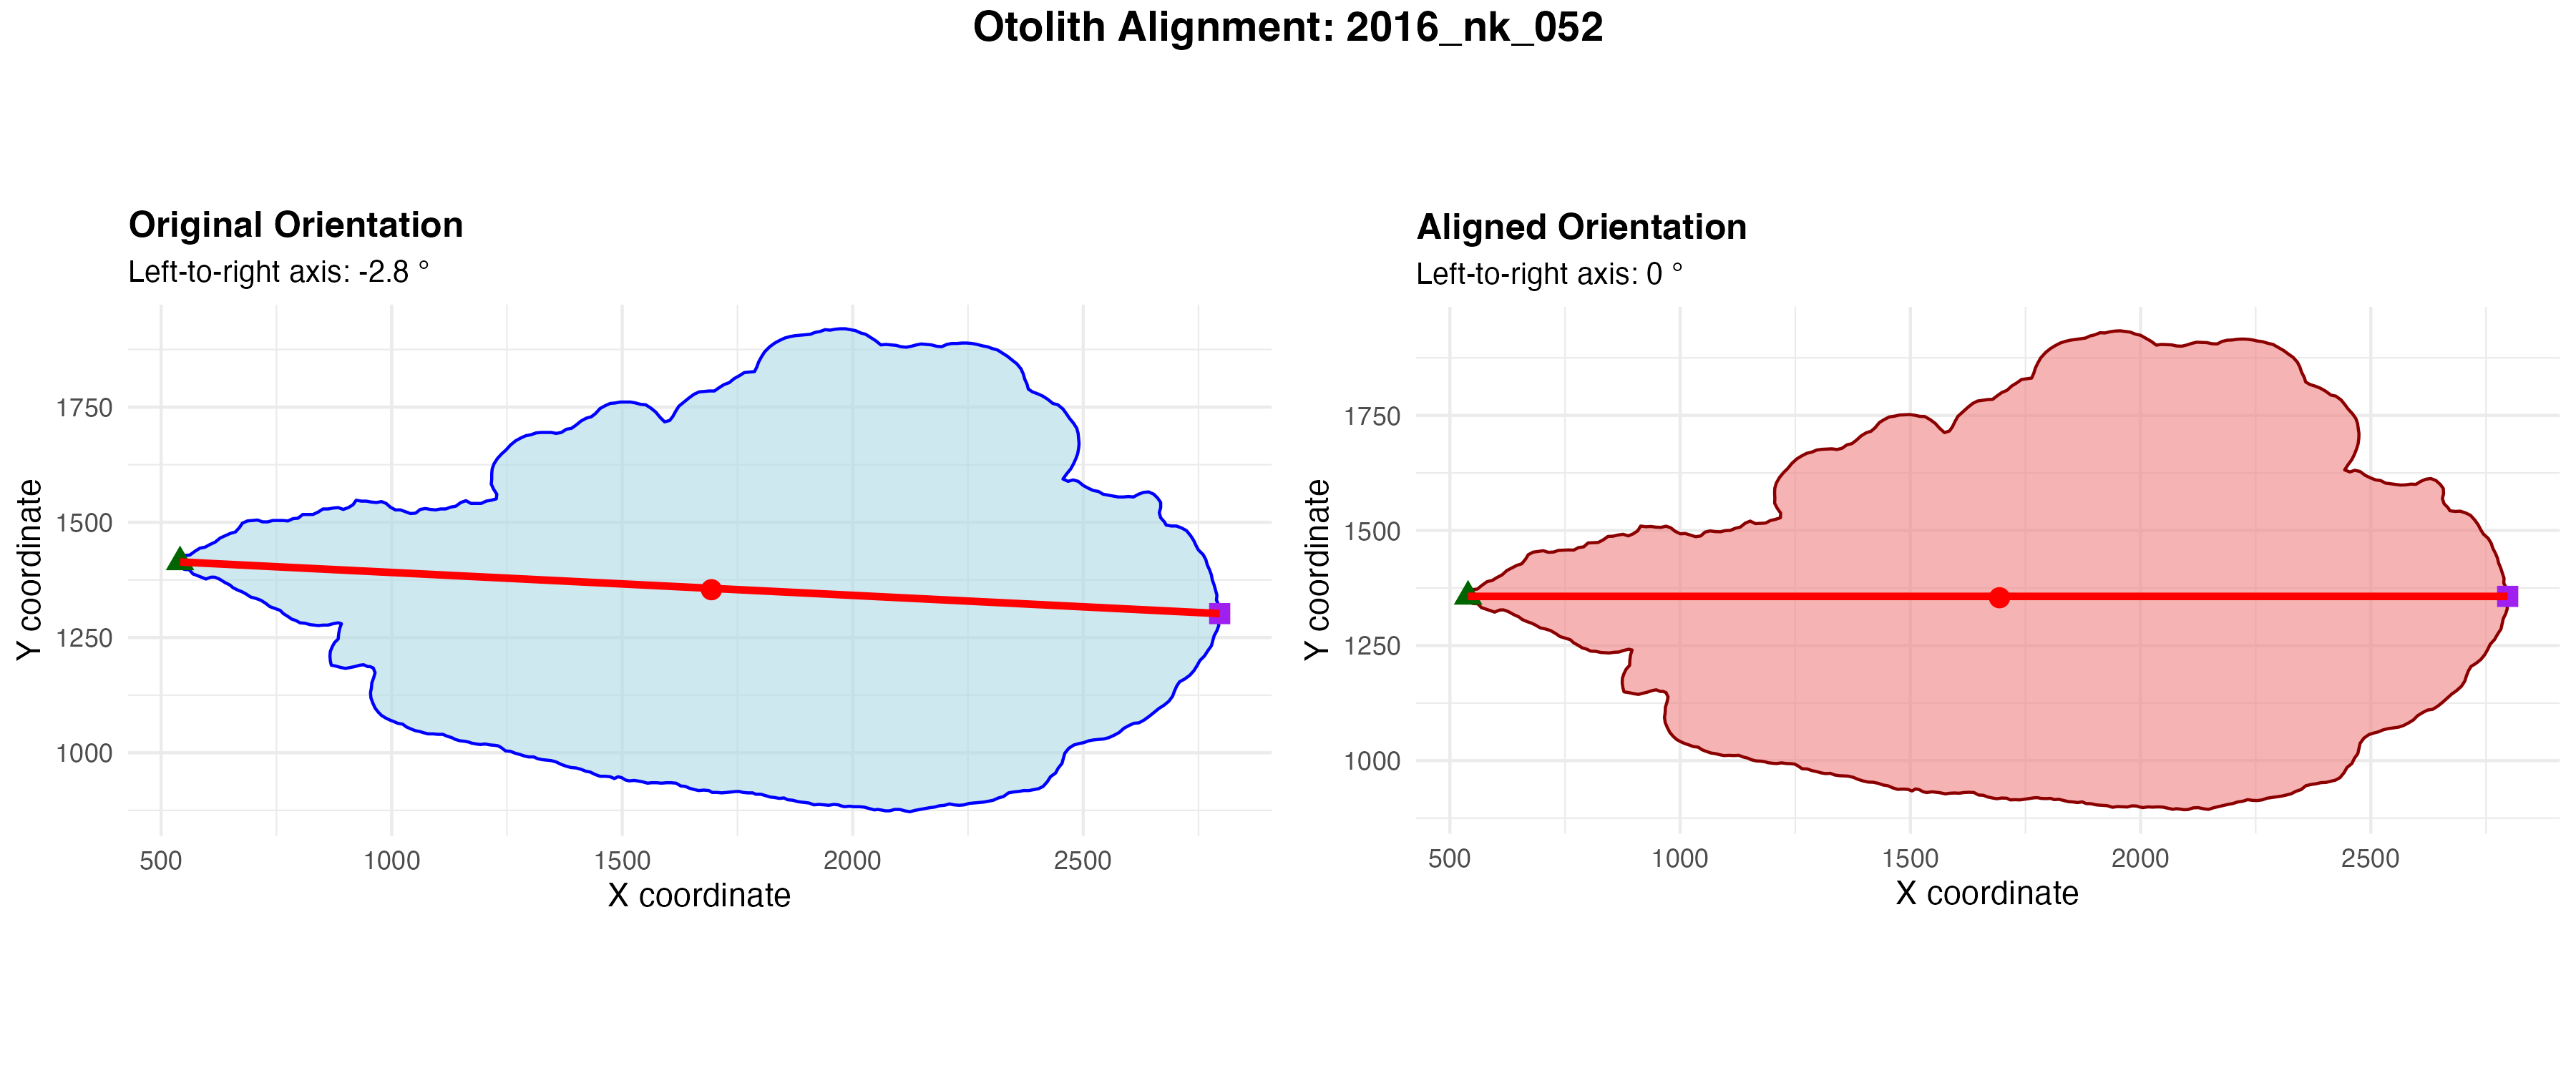 Otolith Alignment: 2016_nk_052
Original Orientation
Left-to-right axis: -2.8 °
Y coordinate
1750
1500
1250
1000
500 1000 1500 2000 2500
X coordinate
Aligned Orientation
Left-to-right axis: 0 °
Y coordinate
1750
1500
1250
1000
500 1000 1500 2000 2500
X coordinate